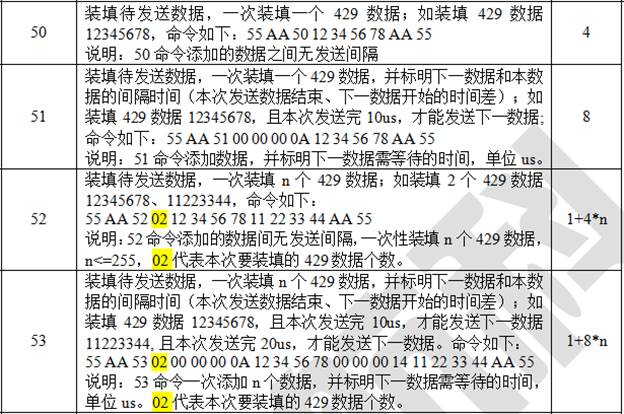 50
装填待发送数据，一次装填一个 429 数据；如装填 429 数据
12345678，命令如下：55 AA 50 12 34 56 78 AA 55
说明：50 命令添加的数据之间无发送间隔
4
51
装填待发送数据，一次装填一个 429 数据，并标明下一数据和本数
据的间隔时间（本次发送数据结束、下一数据开始的时间差）；如
装填 429 数据 12345678，且本次发送完 10us，才能发送下一数据；
命令如下：55 AA 51 00 00 00 0A 12 34 56 78 AA 55
说明：51 命令添加数据，并标明下一数据需等待的时间，单位 us。
8
52
装填待发送数据，一次装填 n 个 429 数据；如装填 2 个 429 数据
12345678、11223344，命令如下：
55 AA 52 02 12 34 56 78 11 22 33 44 AA 55
说明：52 命令添加的数据间无发送间隔，一次性装填 n 个 429 数据，
n<=255，02 代表本次要装填的 429 数据个数。
1+4*n
53
装填待发送数据，一次装填 n 个 429 数据，并标明下一数据和本数
据的间隔时间（本次发送数据结束、下一数据开始的时间差）；如
装填 429 数据 12345678，且本次发送完 10us，才能发送下一数据
11223344, 且本次发送完 20us，才能发送下一数据。命令如下：
55 AA 53 02 00 00 00 0A 12 34 56 78 00 00 00 14 11 22 33 44 AA 55
说明：53 命令一次添加 n 个数据，并标明下一数据需等待的时间，
单位 us。02 代表本次要装填的 429 数据个数。
1+8*n